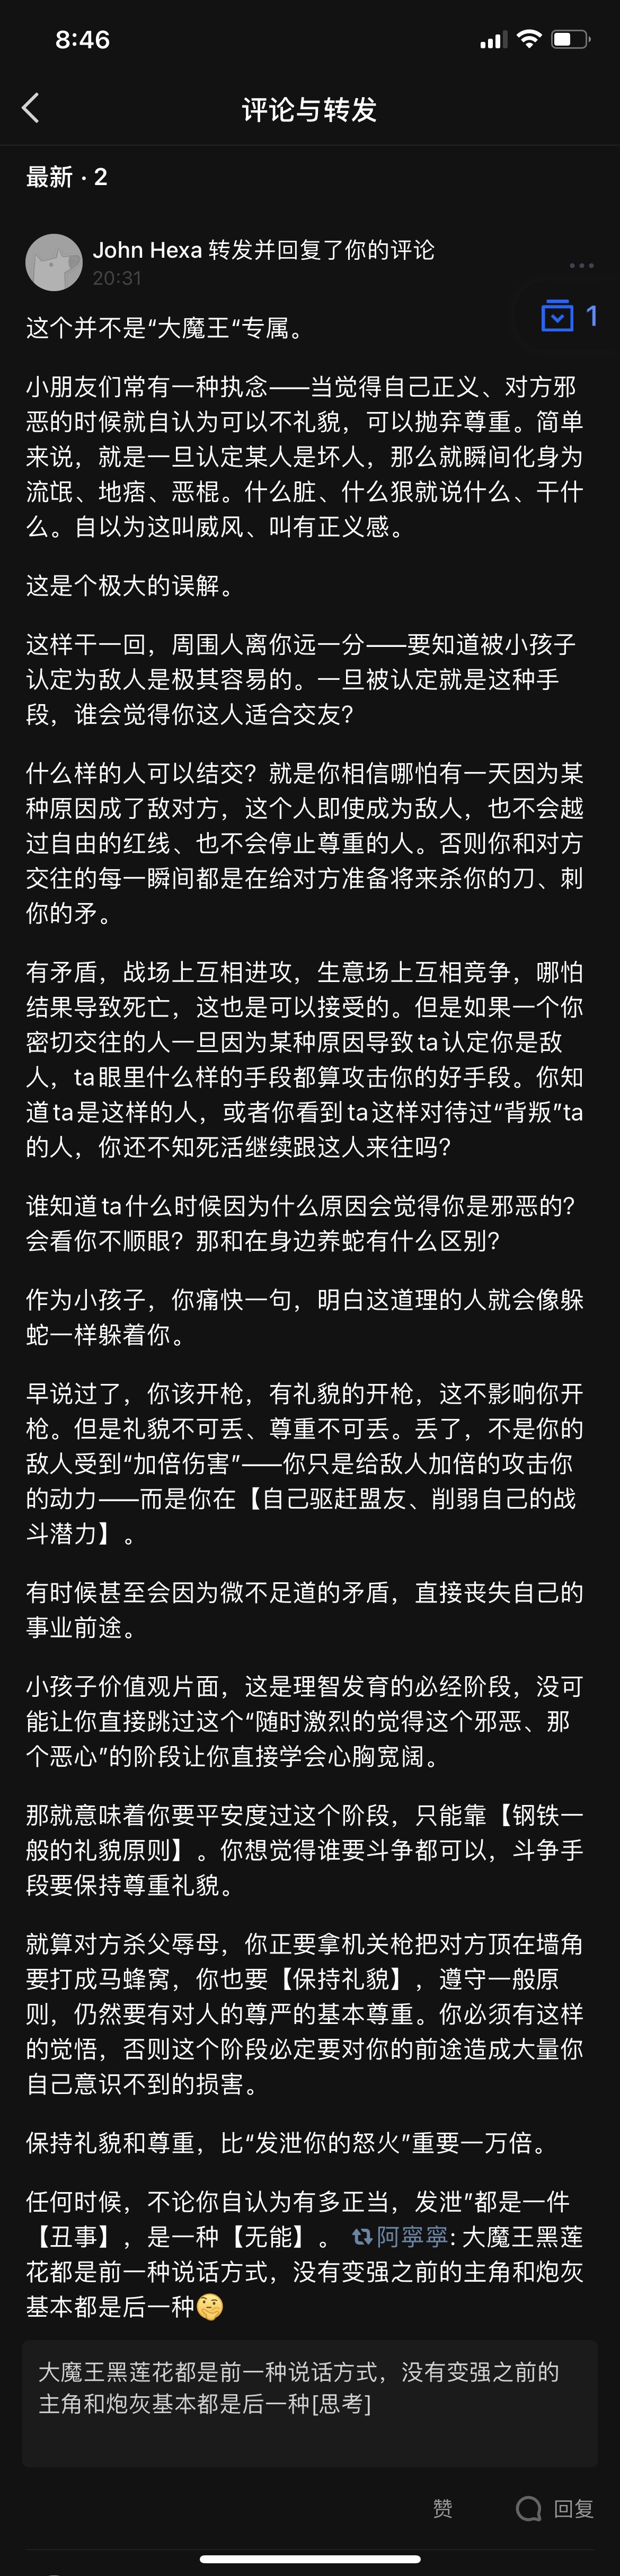 8:46
评论与转发
最新 · 2
John Hexa 转发并回复了你的评论
20:31
1
这个并不是“大魔王“专属。
小朋友们常有一种执念——当觉得自己正义、对方邪
恶的时候就自认为可以不礼貌，可以抛弃尊重。简单
来说，就是一旦认定某人是坏人，那么就瞬间化身为
流氓、地痞、恶棍。什么脏、什么狠就说什么、干什
么。自以为这叫威风、叫有正义感。
这是个极大的误解。
这样干一回，周围人离你远一分——要知道被小孩子
认定为敌人是极其容易的。一旦被认定就是这种手
段，谁会觉得你这人适合交友？
什么样的人可以结交？就是你相信哪怕有一天因为某
种原因成了敌对方，这个人即使成为敌人，也不会越
过自由的红线、也不会停止尊重的人。否则你和对方
交往的每一瞬间都是在给对方准备将来杀你的刀、刺
你的矛。
有矛盾，战场上互相进攻，生意场上互相竞争，哪怕
结果导致死亡，这也是可以接受的。但是如果一个你
密切交往的人一旦因为某种原因导致ta认定你是敌
人，ta眼里什么样的手段都算攻击你的好手段。你知
道ta是这样的人，或者你看到ta这样对待过“背叛”ta
的人，你还不知死活继续跟这人来往吗？
谁知道ta什么时候因为什么原因会觉得你是邪恶的？
会看你不顺眼？那和在身边养蛇有什么区别？
作为小孩子，你痛快一句，明白这道理的人就会像躲
蛇一样躲着你。
早说过了，你该开枪，有礼貌的开枪，这不影响你开
枪。但是礼貌不可丢、尊重不可丢。丢了，不是你的
敌人受到“加倍伤害”——你只是给敌人加倍的攻击你
的动力——而是你在【自己驱赶盟友、削弱自己的战
斗潜力】。
有时候甚至会因为微不足道的矛盾，直接丧失自己的
事业前途。
小孩子价值观片面，这是理智发育的必经阶段，没可
能让你直接跳过这个“随时激烈的觉得这个邪恶、那
个恶心”的阶段让你直接学会心胸宽阔。
那就意味着你要平安度过这个阶段，只能靠【钢铁一
般的礼貌原则】。你想觉得谁要斗争都可以，斗争手
段要保持尊重礼貌。
就算对方杀父辱母，你正要拿机关枪把对方顶在墙角
要打成马蜂窝，你也要【保持礼貌】，遵守一般原
则，仍然要有对人的尊严的基本尊重。你必须有这样
的觉悟，否则这个阶段必定要对你的前途造成大量你
自己意识不到的损害。
保持礼貌和尊重，比“发泄你的怒火”重要一万倍。
任何时候，不论你自认为有多正当，发泄”都是一件
【丑事】，是一种【无能】。 阿寧寧: 大魔王黑莲
花都是前一种说话方式，没有变强之前的主角和炮灰
基本都是后一种🤔
大魔王黑莲花都是前一种说话方式，没有变强之前的
主角和炮灰基本都是后一种[思考]
赞 回复